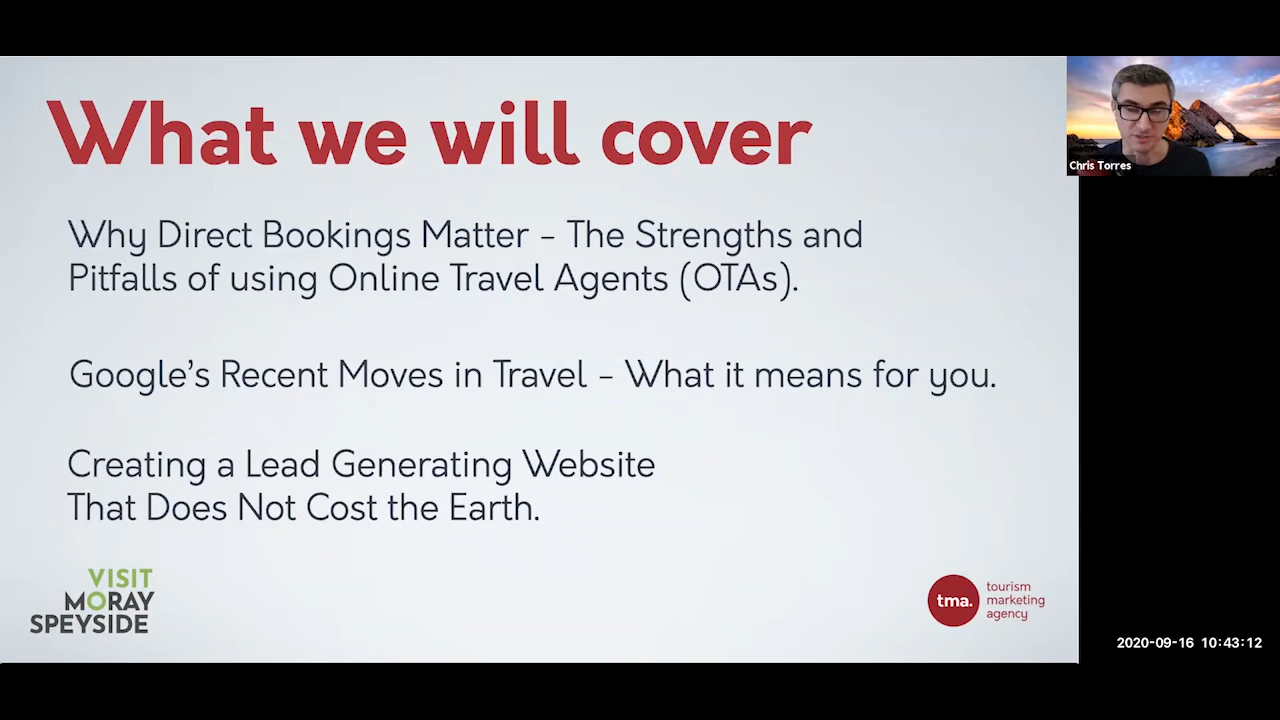 What we will cover
Why Direct Bookings Matter - The Strengths and
Pitfalls of using Online Travel Agents (OTAs).
Google's Recent Moves in Travel - What it means for you.
Creating a Lead Generating Website
That Does Not Cost the Earth.
VISIT
MORAY
SPEYSIDE
tma.
tourism
marketing
agency
Chris Torres
2020-09-16 10:43:12